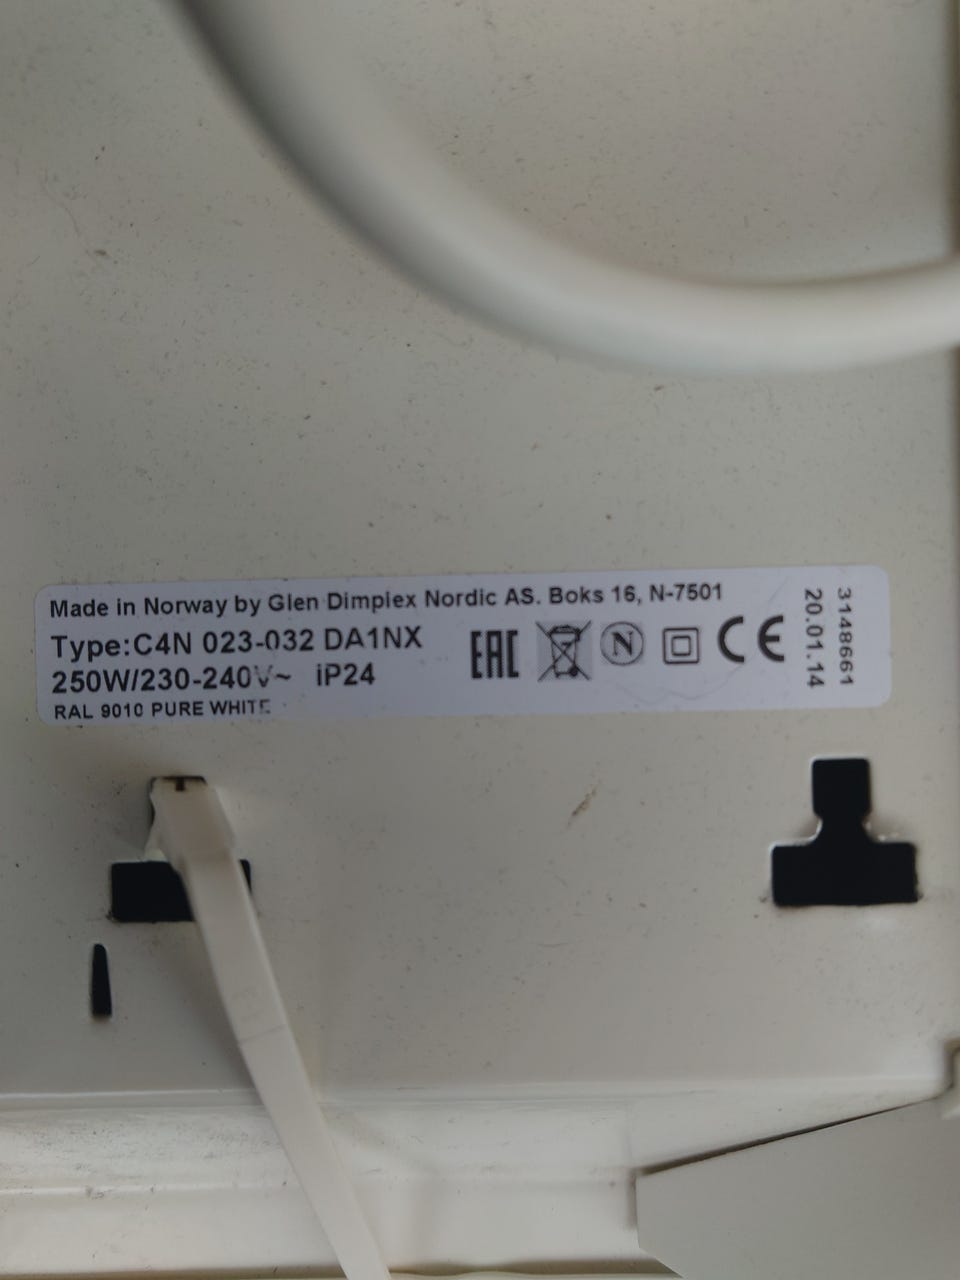 Made in Norway by Glen Dimplex Nordic AS. Boks 16, N-7501
Type:C4N 023-032 DA1NX
250W/230-240V~ iP24
RAL 9010 PURE WHITE
EAC
N
CE
20.01.14
3148661